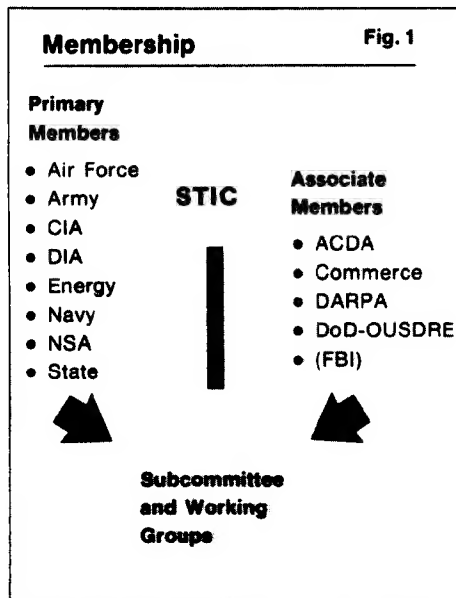 Membership
Fig. 1
Primary
Members
• Air Force
• Army
• CIA
• DIA
• Energy
• Navy
• NSA
• State
STIC
Associate
Members
• ACDA
• Commerce
• DARPA
• DoD-OUSDRE
• (FBI)
Subcommittee
and Working
Groups